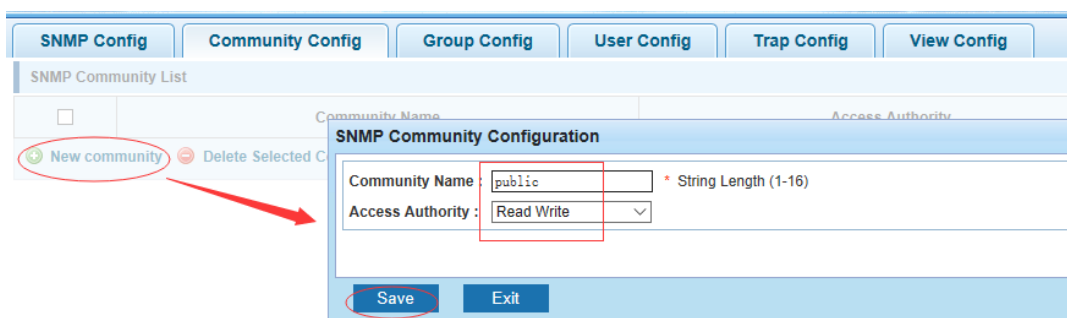 SNMP Config Community Config Group Config User Config Trap Config View Config
SNMP Community List
Community Name Access Authority
New community Delete Selected C
SNMP Community Configuration
Community Name : public * String Length (1-16)
Access Authority : Read Write
Save Exit